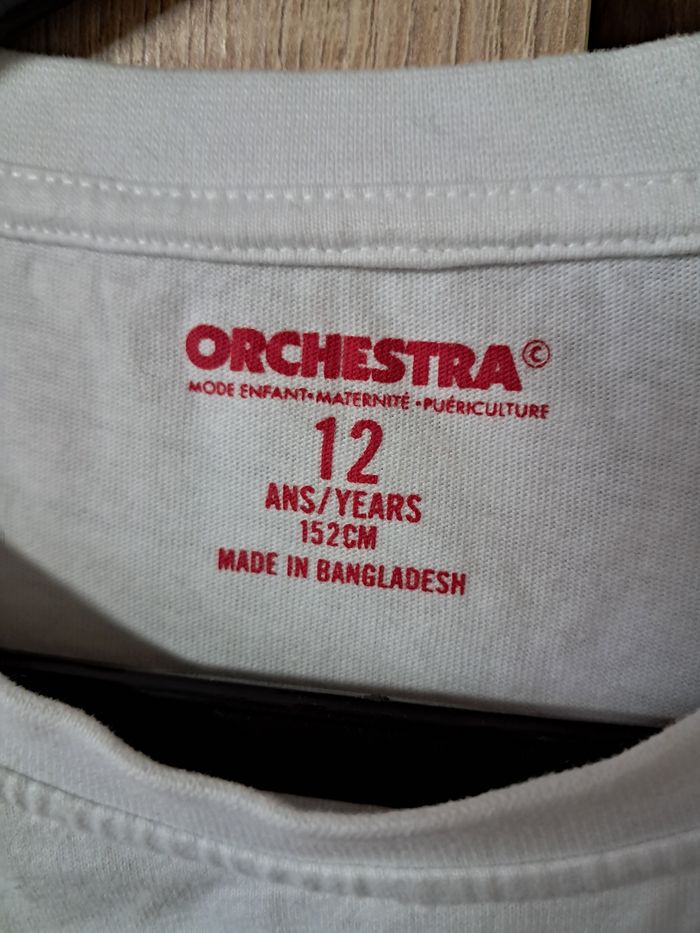 ORCHESTRA©
MODE ENFANT•MATERNITÉ•PUÉRICULTURE
12
ANS/YEARS
152CM
MADE IN BANGLADESH